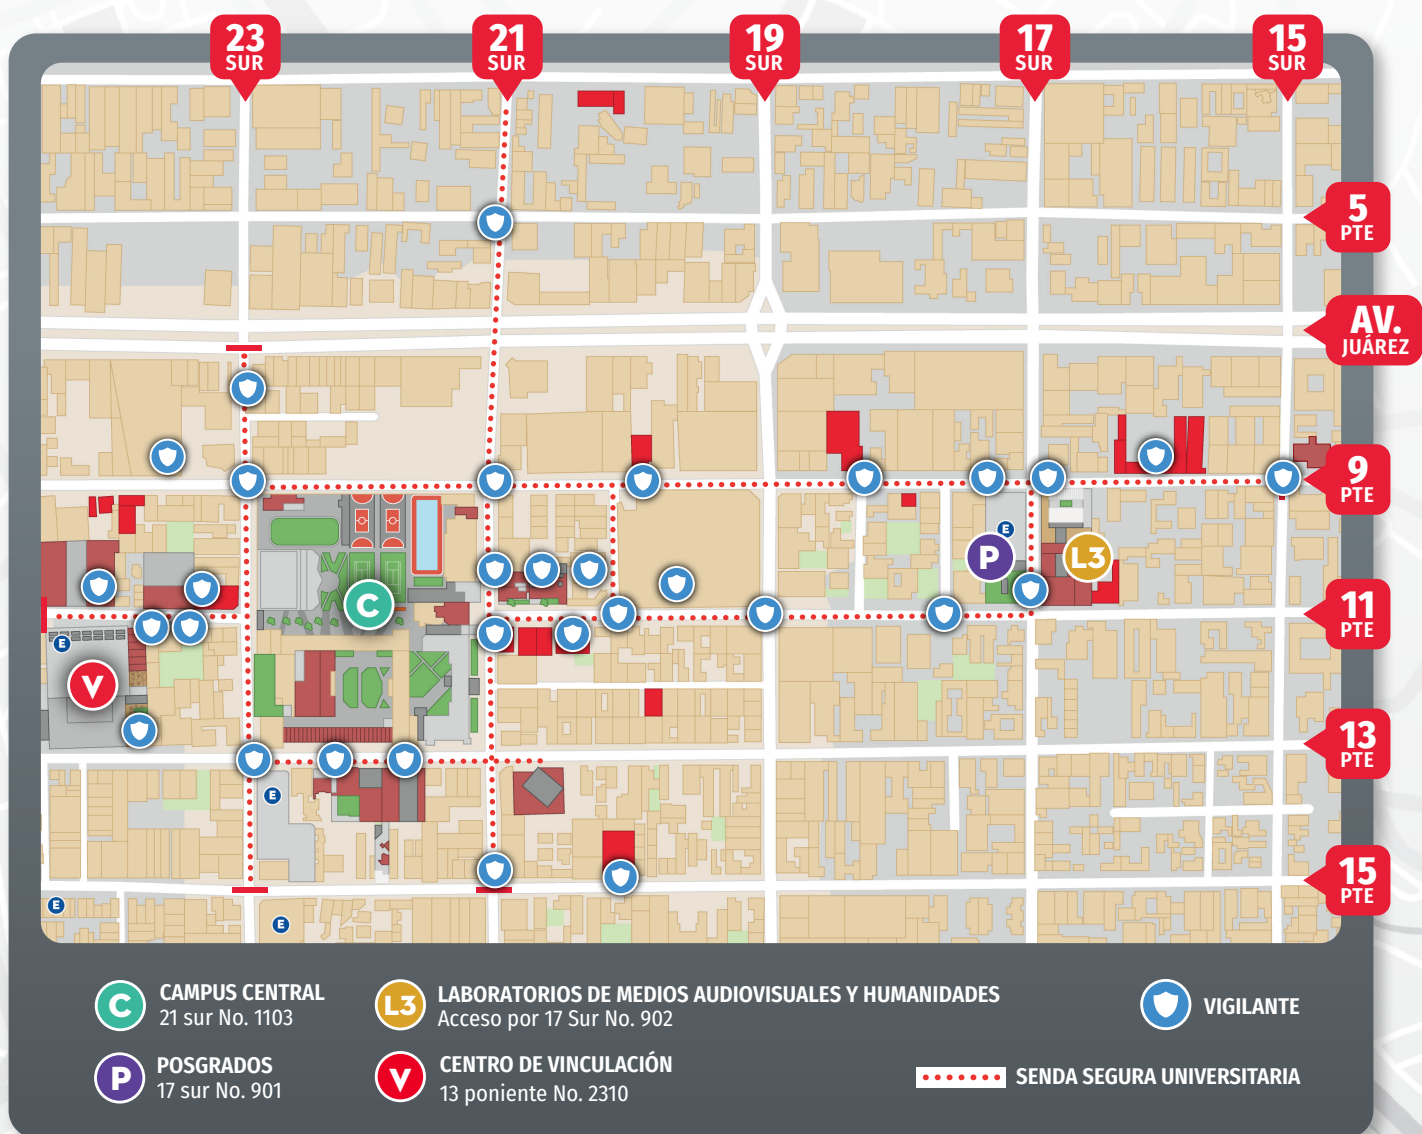 23
SUR
21
SUR
19
SUR
17
SUR
15
SUR
5
PTE
AV.
JUÁREZ
9
PTE
E
P
L3
C
11
PTE
E
V
13
PTE
E
15
PTE
E
E
C
CAMPUS CENTRAL
21 sur No. 1103
L3
LABORATORIOS DE MEDIOS AUDIOVISUALES Y HUMANIDADES
Acceso por 17 Sur No. 902
VIGILANTE
P
POSGRADOS
17 sur No. 901
V
CENTRO DE VINCULACIÓN
13 poniente No. 2310
SENDA SEGURA UNIVERSITARIA